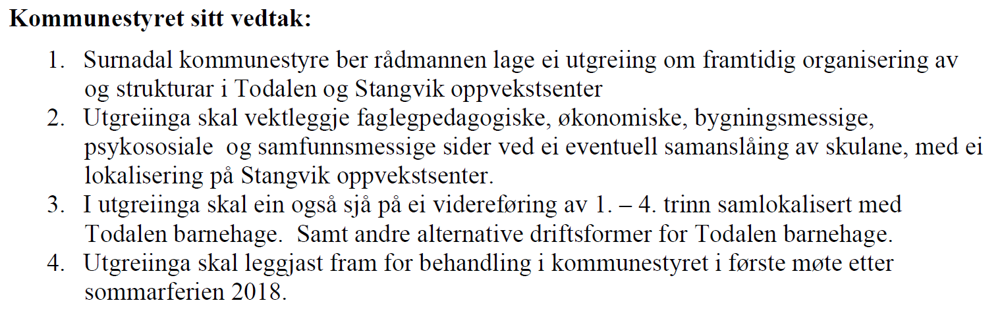 Kommunestyret sitt vedtak:
1. Surnadal kommunestyre ber rådmannen lage ei utgreiing om framtidig organisering av
og strukturar i Todalen og Stangvik oppvekstsenter
2. Utgreiinga skal vektleggje faglegpedagogiske, økonomiske, bygningsmessige,
psykososiale  og samfunnsmessige sider ved ei eventuell samanslåing av skulane, med ei
lokalisering på Stangvik oppvekstsenter.
3. I utgreiinga skal ein også sjå på ei videreføring av 1. – 4. trinn samlokalisert med
Todalen barnehage.  Samt andre alternative driftsformer for Todalen barnehage.
4. Utgreiinga skal leggjast fram for behandling i kommunestyret i første møte etter
sommarferien 2018.